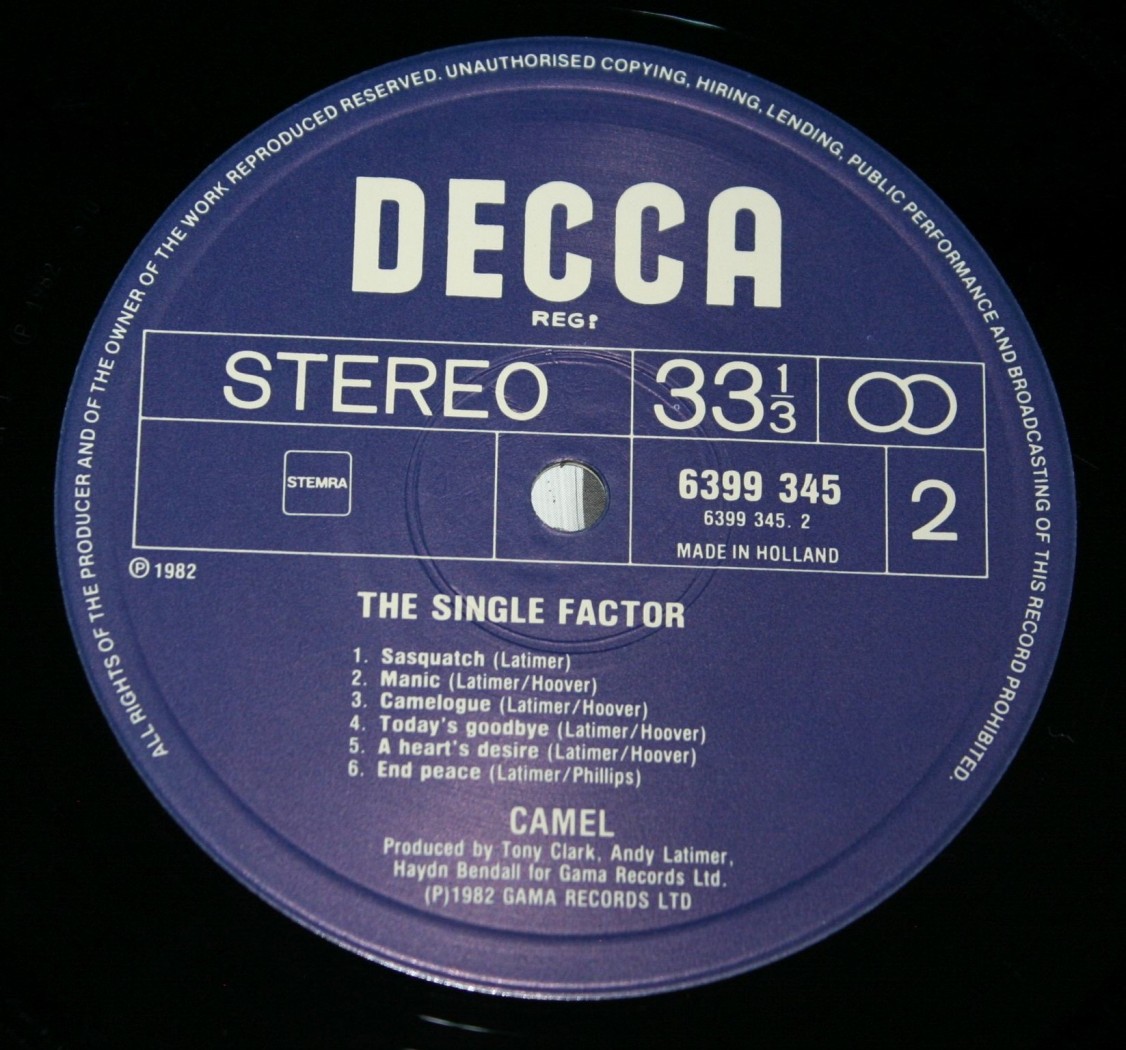 ALL RIGHTS OF THE PRODUCER AND OF THE OWNER OF THE WORK REPRODUCED RESERVED. UNAUTHORISED COPYING, HIRING, LENDING, PUBLIC PERFORMANCE AND BROADCASTING OF THIS RECORD PROHIBITED.
DECCA
REGD
STEREO 33 1/3
STEMRA
6399 345
6399 345. 2
MADE IN HOLLAND
2
Ⓟ 1982
THE SINGLE FACTOR
1. Sasquatch (Latimer)
2. Manic (Latimer/Hoover)
3. Camelogue (Latimer/Hoover)
4. Today's goodbye (Latimer/Hoover)
5. A heart's desire (Latimer/Hoover)
6. End peace (Latimer/Phillips)
CAMEL
Produced by Tony Clark, Andy Latimer,
Haydn Bendall for Gama Records Ltd.
(P)1982 GAMA RECORDS LTD